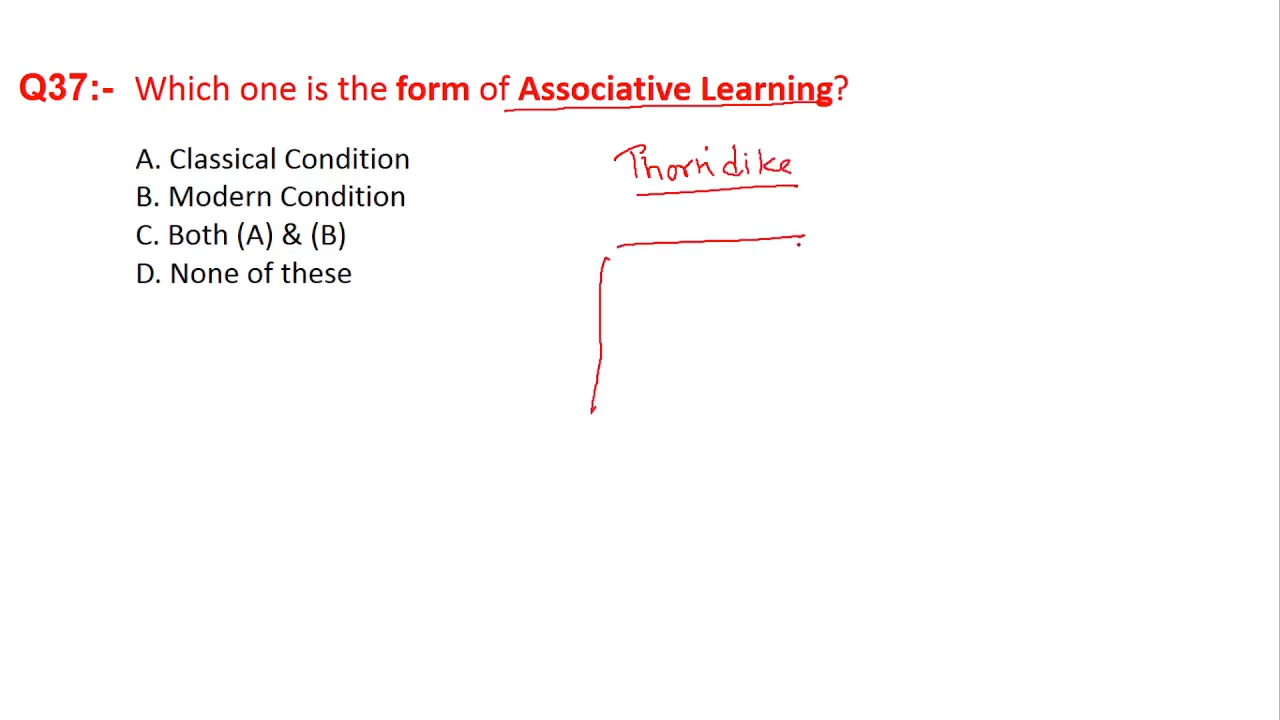 Q37:- Which one is the form of Associative Learning?
A. Classical Condition
B. Modern Condition
C. Both (A) & (B)
D. None of these
Thorndike